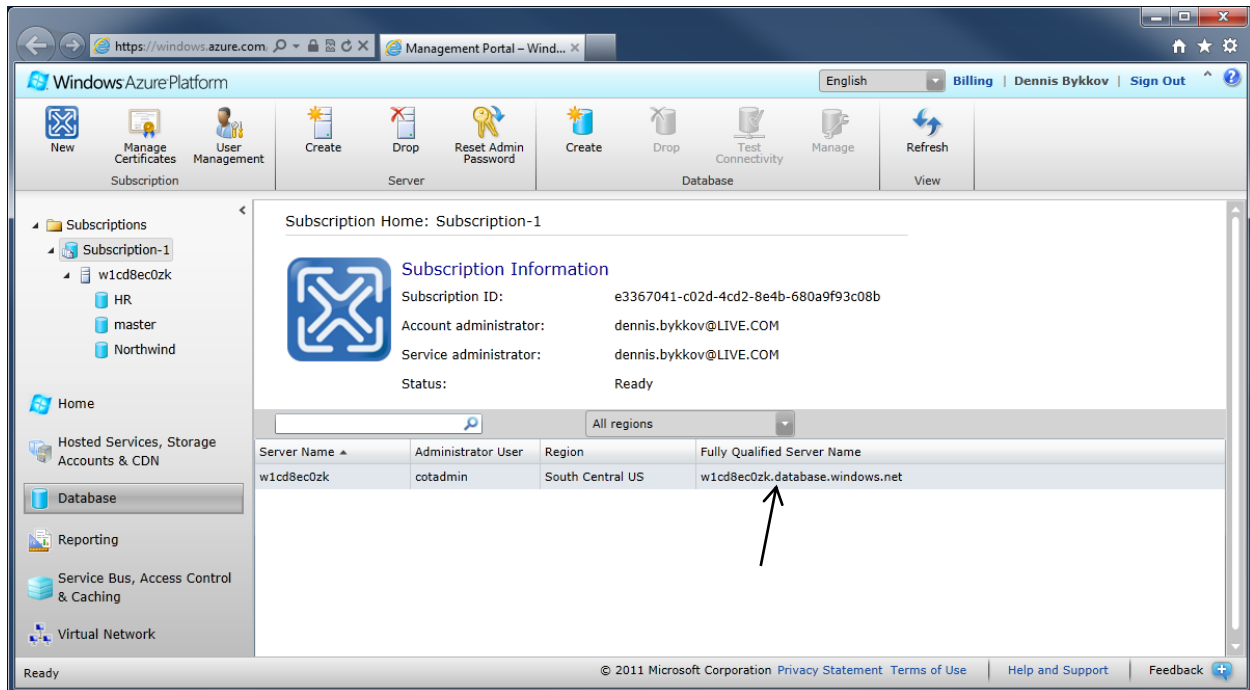 https://windows.azure.com/
Management Portal – Wind...
Windows Azure Platform
English
Billing | Dennis Bykkov | Sign Out
New
Manage Certificates
User Management
Subscription
Create
Drop
Reset Admin Password
Server
Create
Drop
Test Connectivity
Manage
Database
Refresh
View
Subscriptions
Subscription-1
w1cd8ec0zk
HR
master
Northwind
Home
Hosted Services, Storage
Accounts & CDN
Database
Reporting
Service Bus, Access Control
& Caching
Virtual Network
Subscription Home: Subscription-1
Subscription Information
Subscription ID: e3367041-c02d-4cd2-8e4b-680a9f93c08b
Account administrator: dennis.bykkov@LIVE.COM
Service administrator: dennis.bykkov@LIVE.COM
Status: Ready
All regions
Server Name Administrator User Region Fully Qualified Server Name
w1cd8ec0zk cotadmin South Central US w1cd8ec0zk.database.windows.net
Ready
© 2011 Microsoft Corporation Privacy Statement Terms of Use | Help and Support | Feedback